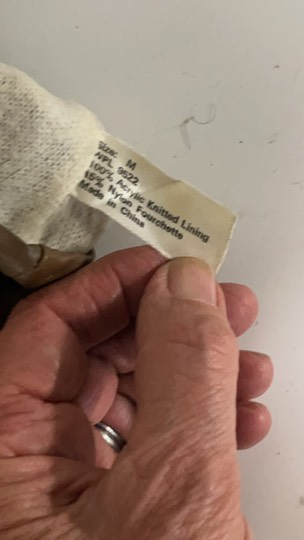 Size: M
WPL 9622
100% Acrylic Knitted Lining
15% Nylon Fourchette
Made in China